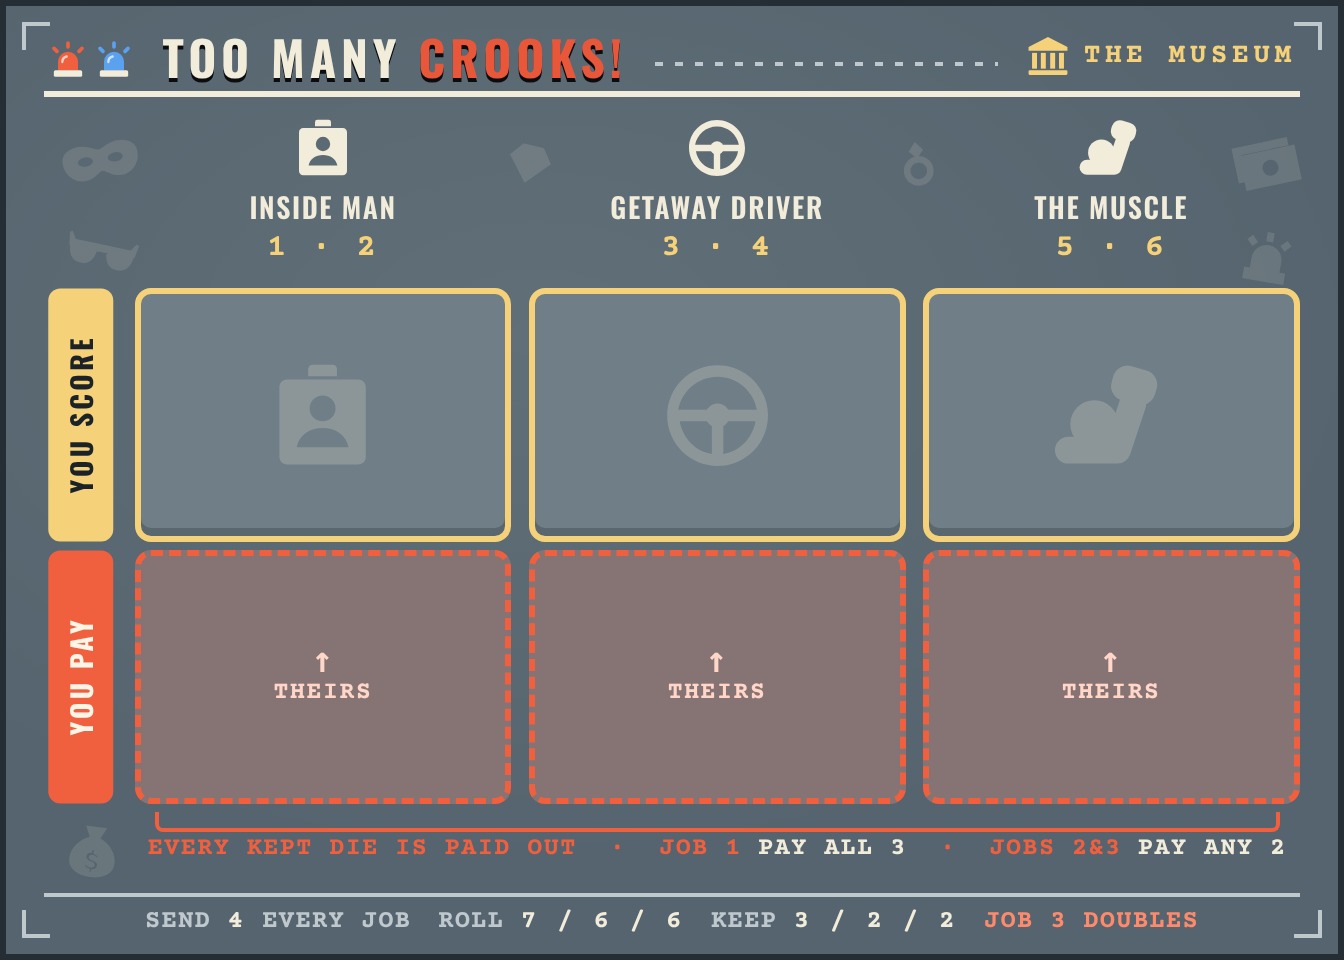 TOO MANY CROOKS!
THE MUSEUM
INSIDE MAN
1 · 2
GETAWAY DRIVER
3 · 4
THE MUSCLE
5 · 6
YOU SCORE
YOU PAY
↑
THEIRS
↑
THEIRS
↑
THEIRS
$
EVERY KEPT DIE IS PAID OUT · JOB 1 PAY ALL 3 · JOBS 2&3 PAY ANY 2
SEND 4 EVERY JOB ROLL 7 / 6 / 6 KEEP 3 / 2 / 2 JOB 3 DOUBLES